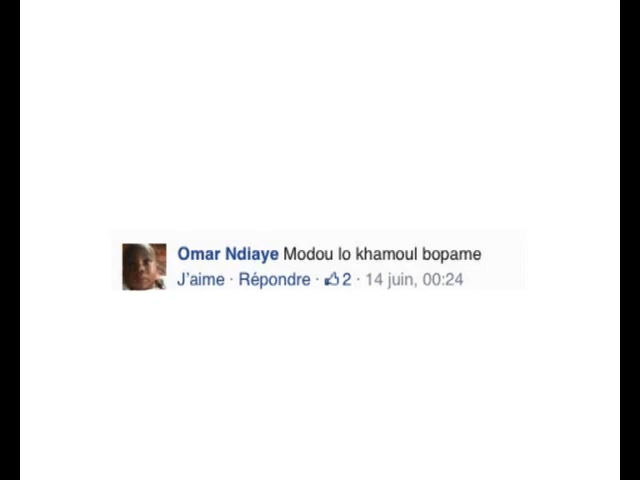 Omar Ndiaye Modou lo khamoul bopame
J'aime · Répondre · 2 · 14 juin, 00:24